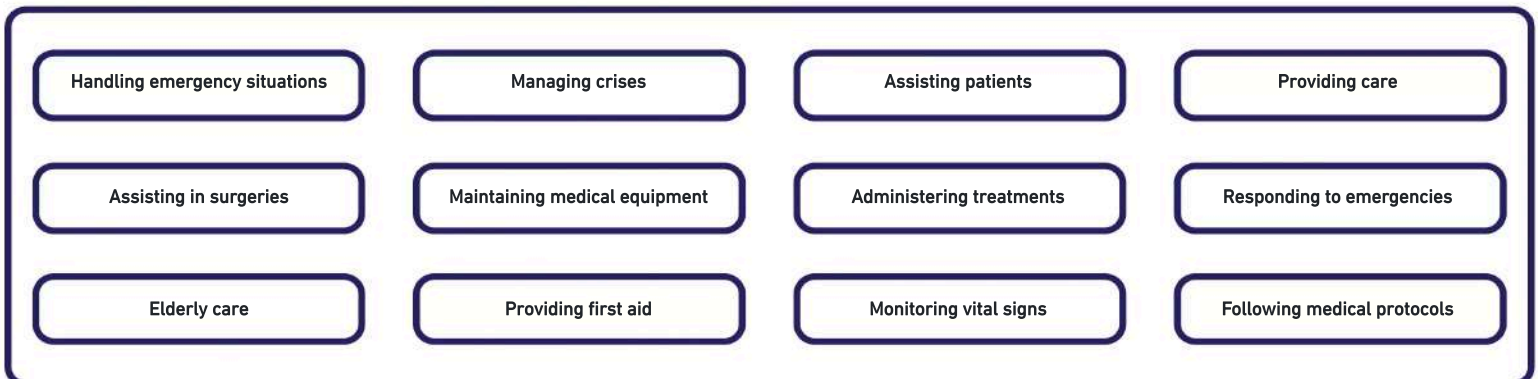 Handling emergency situations
Managing crises
Assisting patients
Providing care
Assisting in surgeries
Maintaining medical equipment
Administering treatments
Responding to emergencies
Elderly care
Providing first aid
Monitoring vital signs
Following medical protocols